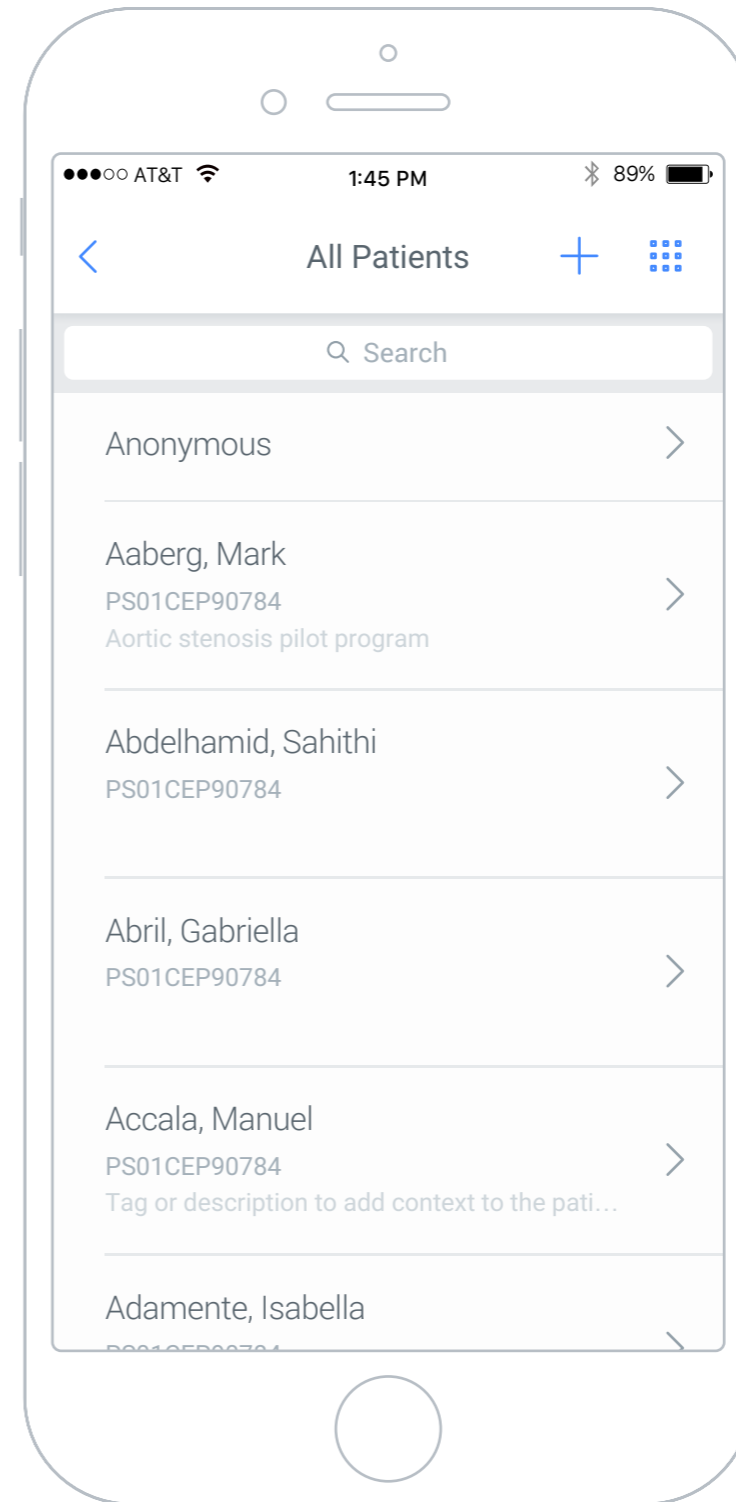 AT&T
1:45 PM
89%
All Patients
Search
Anonymous
Aaberg, Mark
PS01CEP90784
Aortic stenosis pilot program
Abdelhamid, Sahithi
PS01CEP90784
Abril, Gabriella
PS01CEP90784
Accala, Manuel
PS01CEP90784
Tag or description to add context to the pati…
Adamente, Isabella